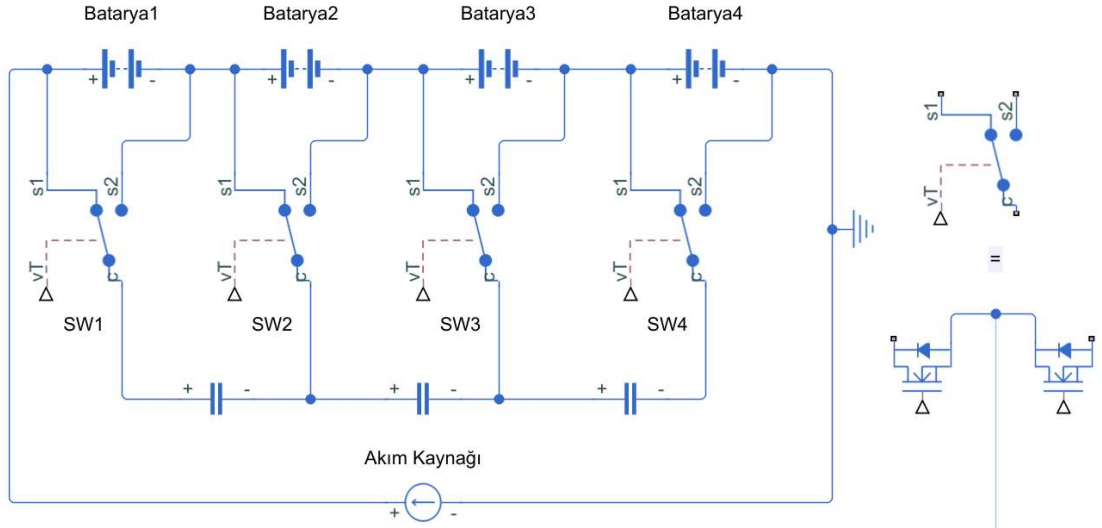 Batarya1 Batarya2 Batarya3 Batarya4
+ - + - + - + -
s1 s2 s1 s2 s1 s2 s1 s2 s1 s2
vT c vT c vT c vT c vT c
SW1 SW2 SW3 SW4
=
+ - + - + -
Akım Kaynağı
+ -